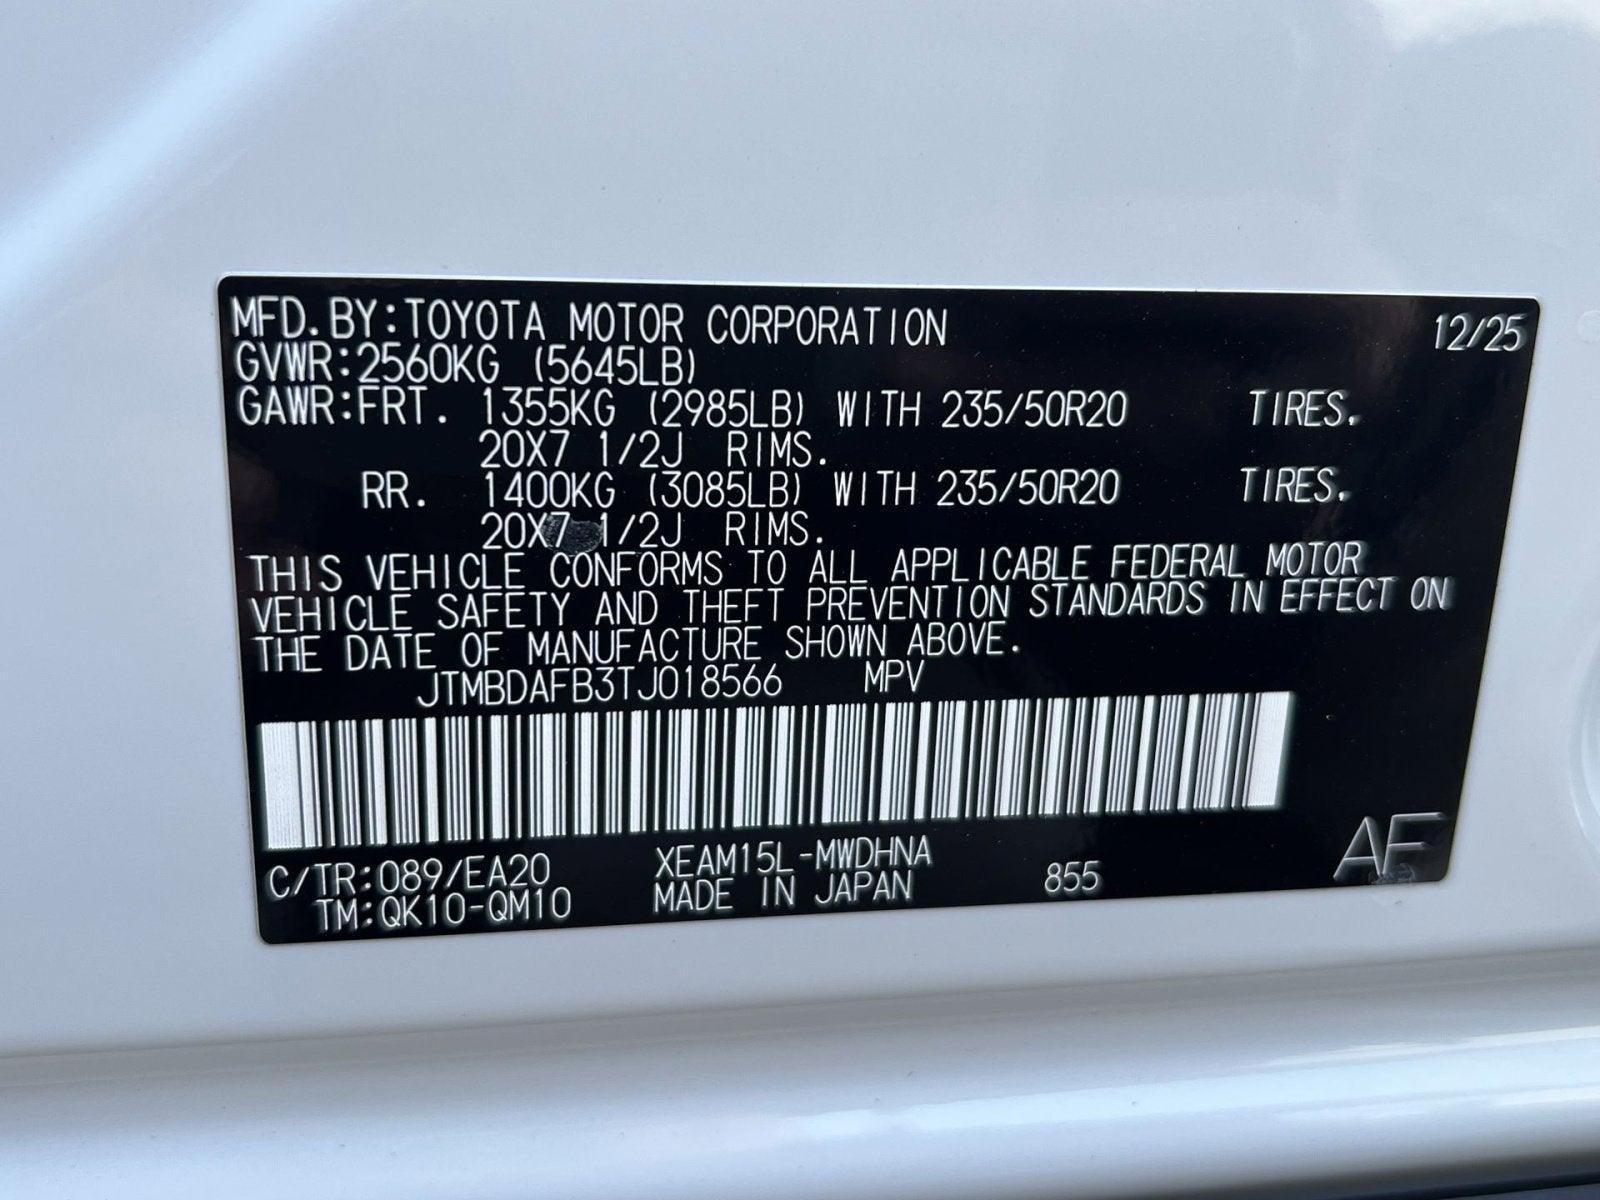 MFD.BY:TOYOTA MOTOR CORPORATION 12/25
GVWR:2560KG (5645LB)
GAWR:FRT. 1355KG (2985LB) WITH 235/50R20 TIRES.
20X7 1/2J RIMS.
RR. 1400KG (3085LB) WITH 235/50R20 TIRES.
20X7 1/2J RIMS.
THIS VEHICLE CONFORMS TO ALL APPLICABLE FEDERAL MOTOR
VEHICLE SAFETY AND THEFT PREVENTION STANDARDS IN EFFECT ON
THE DATE OF MANUFACTURE SHOWN ABOVE.
JTMBDAFB3TJ018566 MPV
C/TR:089/EA20 XEAM15L-MWDHNA
TM:QK10-QM10 MADE IN JAPAN 855 AF